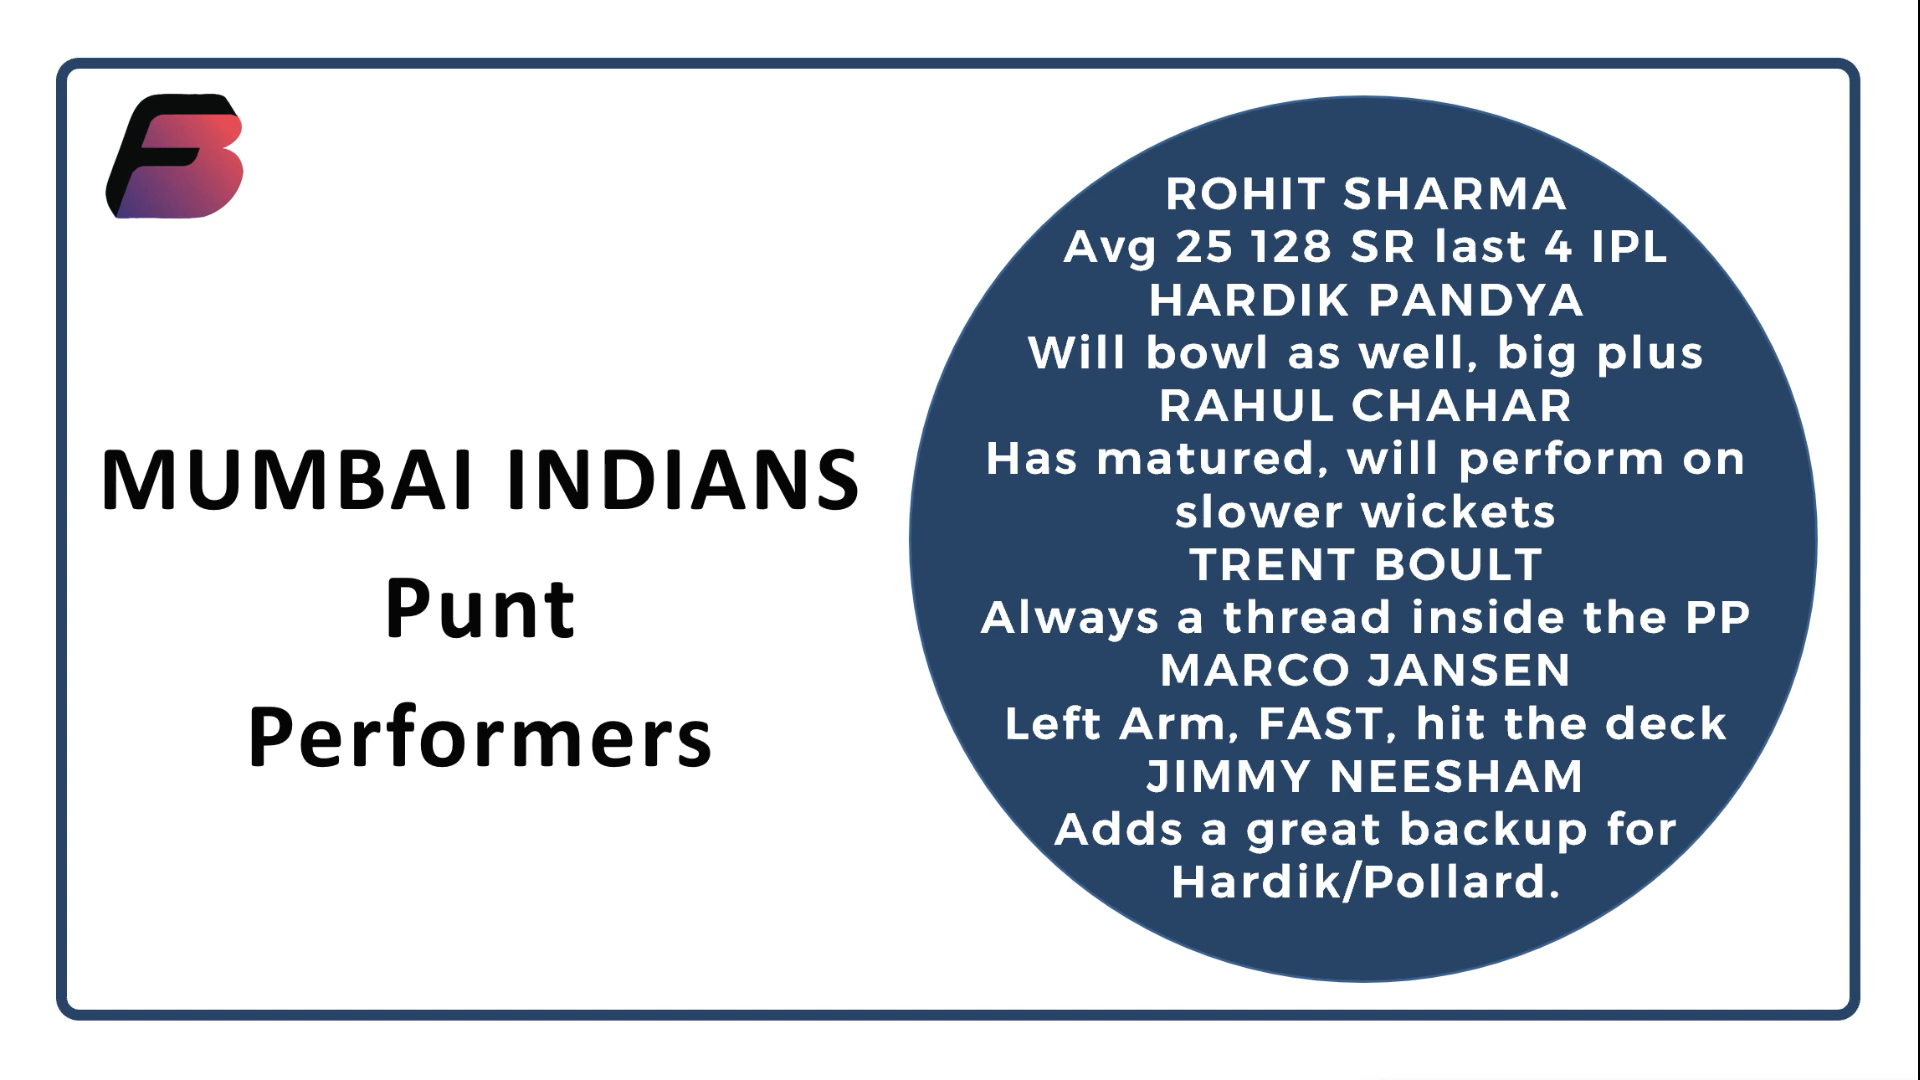 MUMBAI INDIANS
Punt
Performers
ROHIT SHARMA
Avg 25 128 SR last 4 IPL
HARDIK PANDYA
Will bowl as well, big plus
RAHUL CHAHAR
Has matured, will perform on
slower wickets
TRENT BOULT
Always a thread inside the PP
MARCO JANSEN
Left Arm, FAST, hit the deck
JIMMY NEESHAM
Adds a great backup for
Hardik/Pollard.